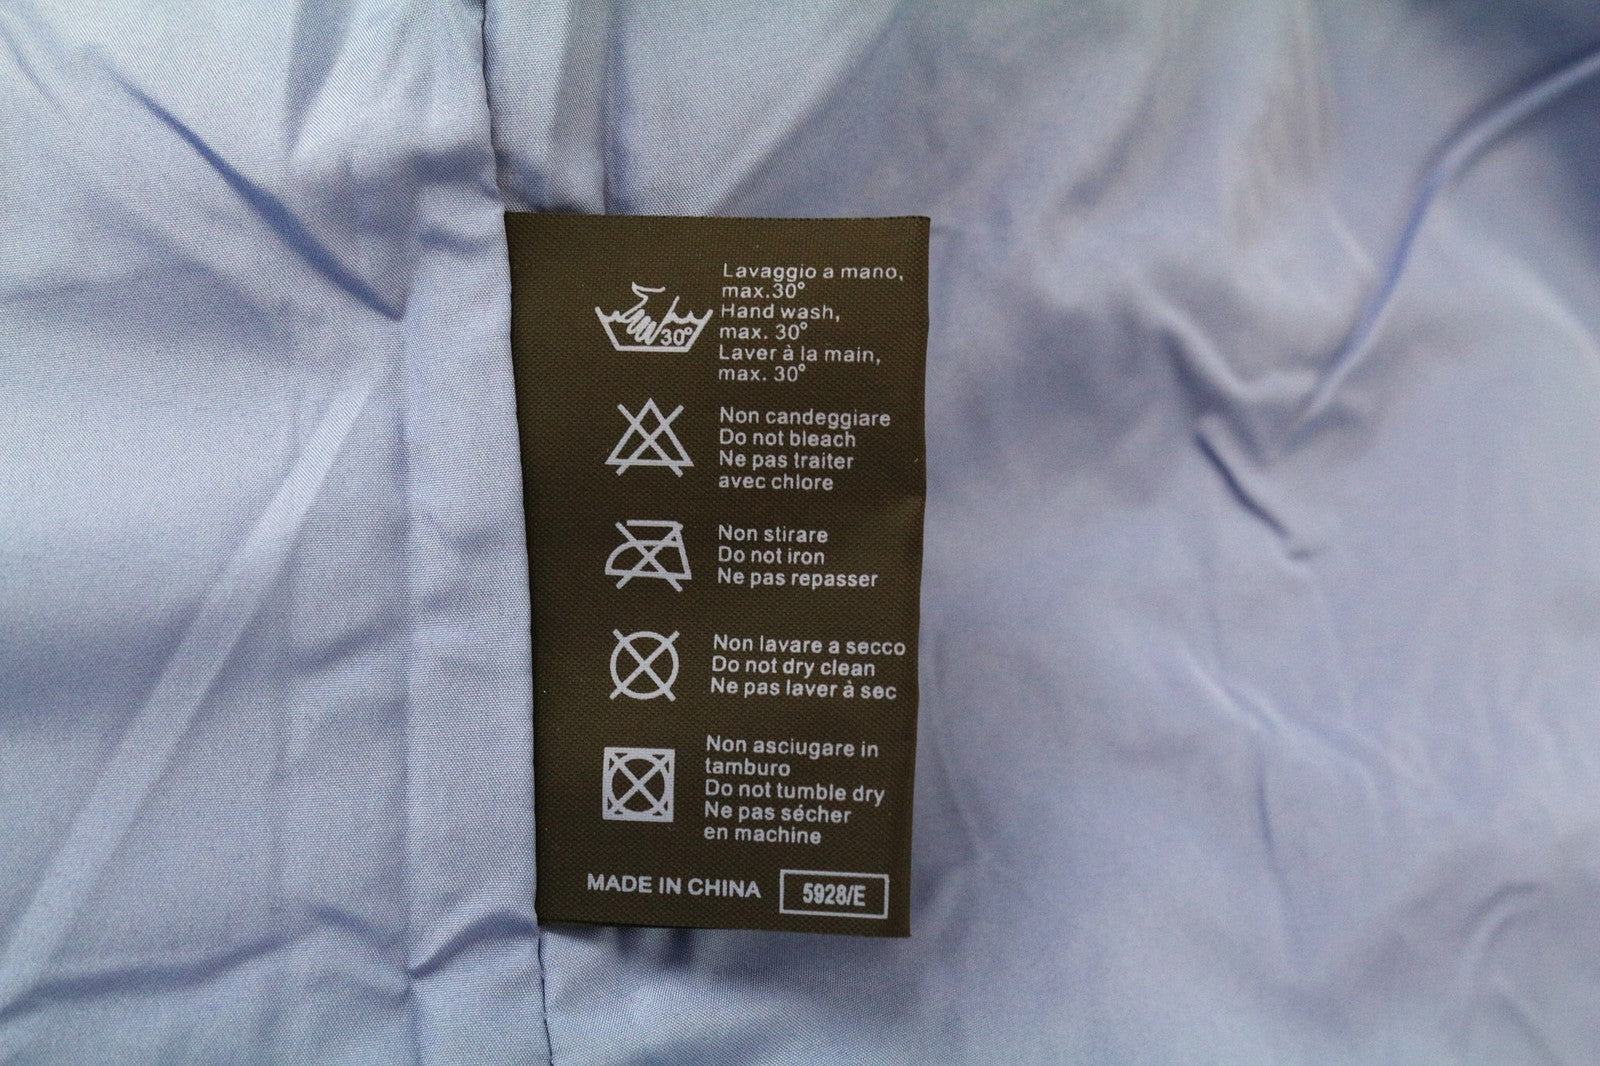 Lavaggio a mano,
max.30°
Hand wash,
max. 30°
Laver à la main,
max. 30°
30°
Non candeggiare
Do not bleach
Ne pas traiter
avec chlore
Non stirare
Do not iron
Ne pas repasser
Non lavare a secco
Do not dry clean
Ne pas laver à sec
Non asciugare in
tamburo
Do not tumble dry
Ne pas sécher
en machine
MADE IN CHINA 5928/E